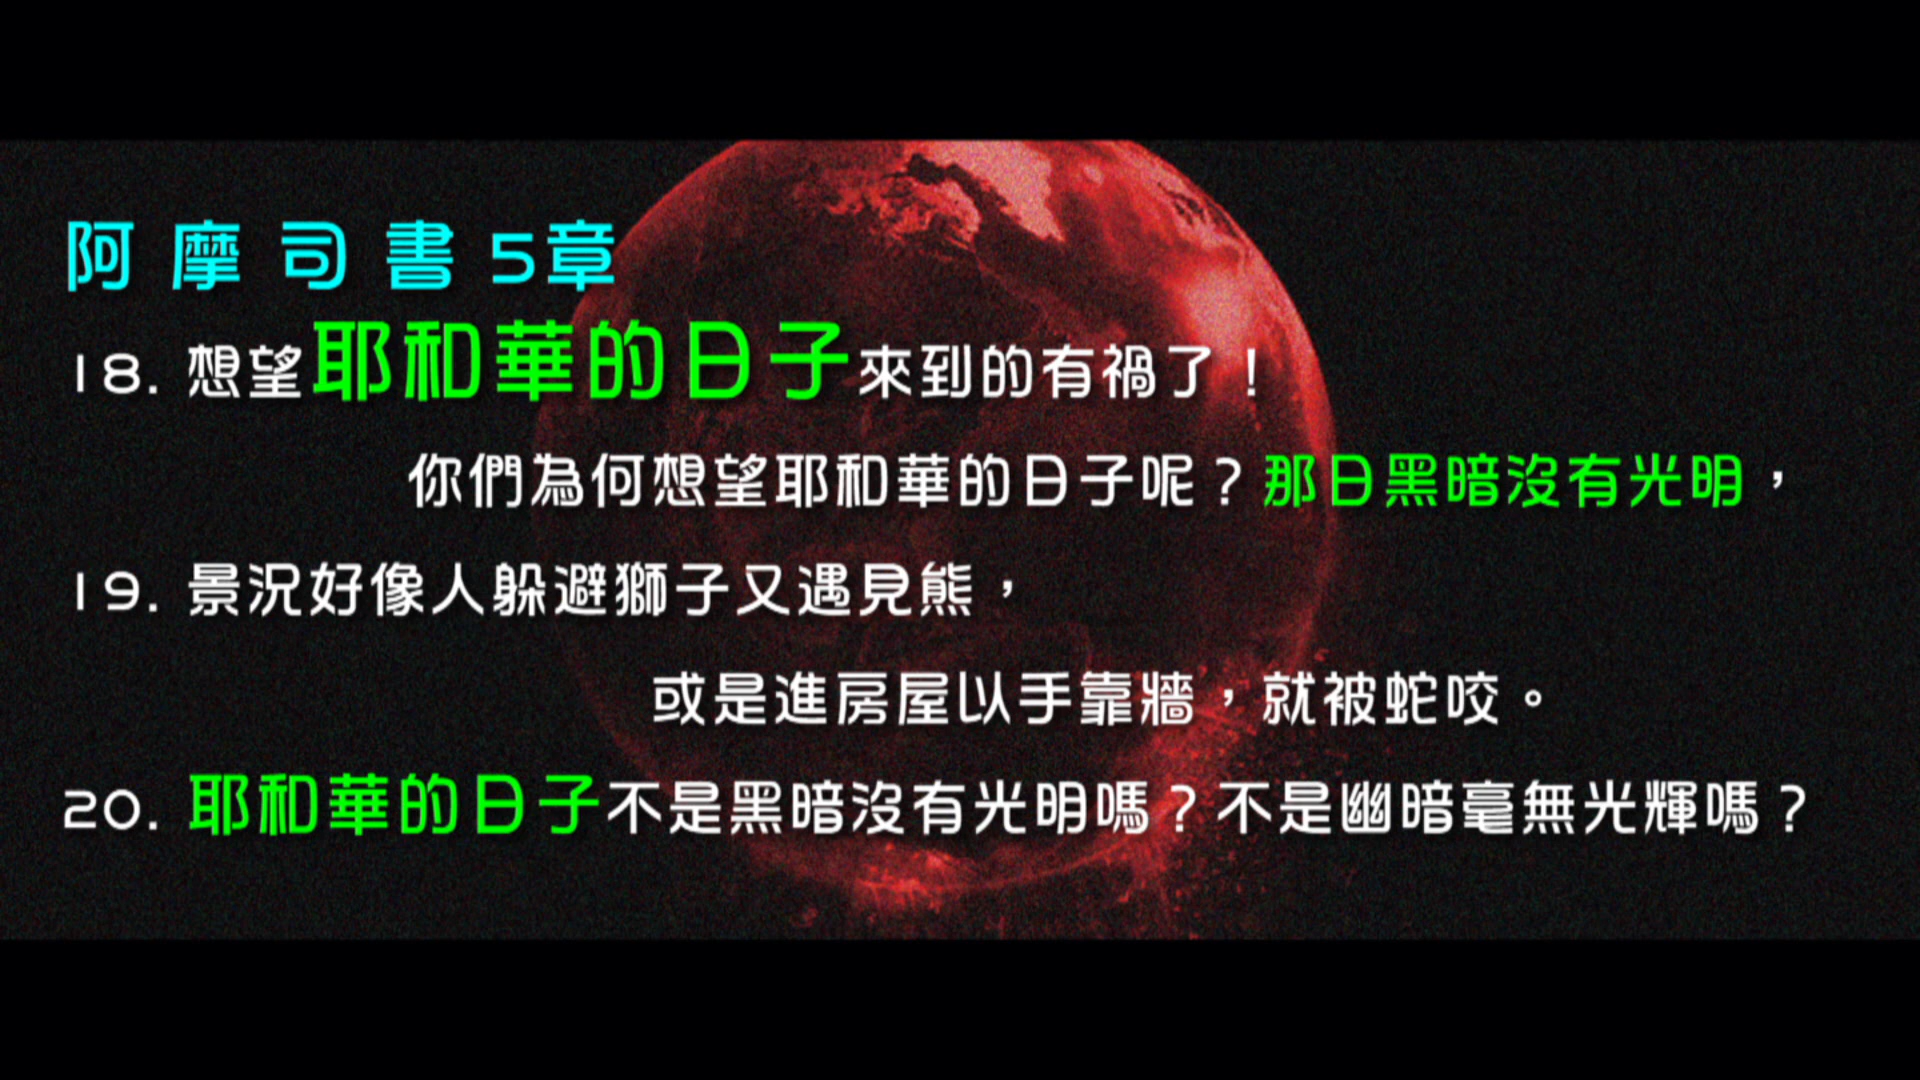 阿摩司書5章
18. 想望耶和華的日子來到的有禍了！
你們為何想望耶和華的日子呢？那日黑暗沒有光明，
19. 景況好像人躲避獅子又遇見熊，
或是進房屋以手靠牆，就被蛇咬。
20. 耶和華的日子不是黑暗沒有光明嗎？不是幽暗毫無光輝嗎？